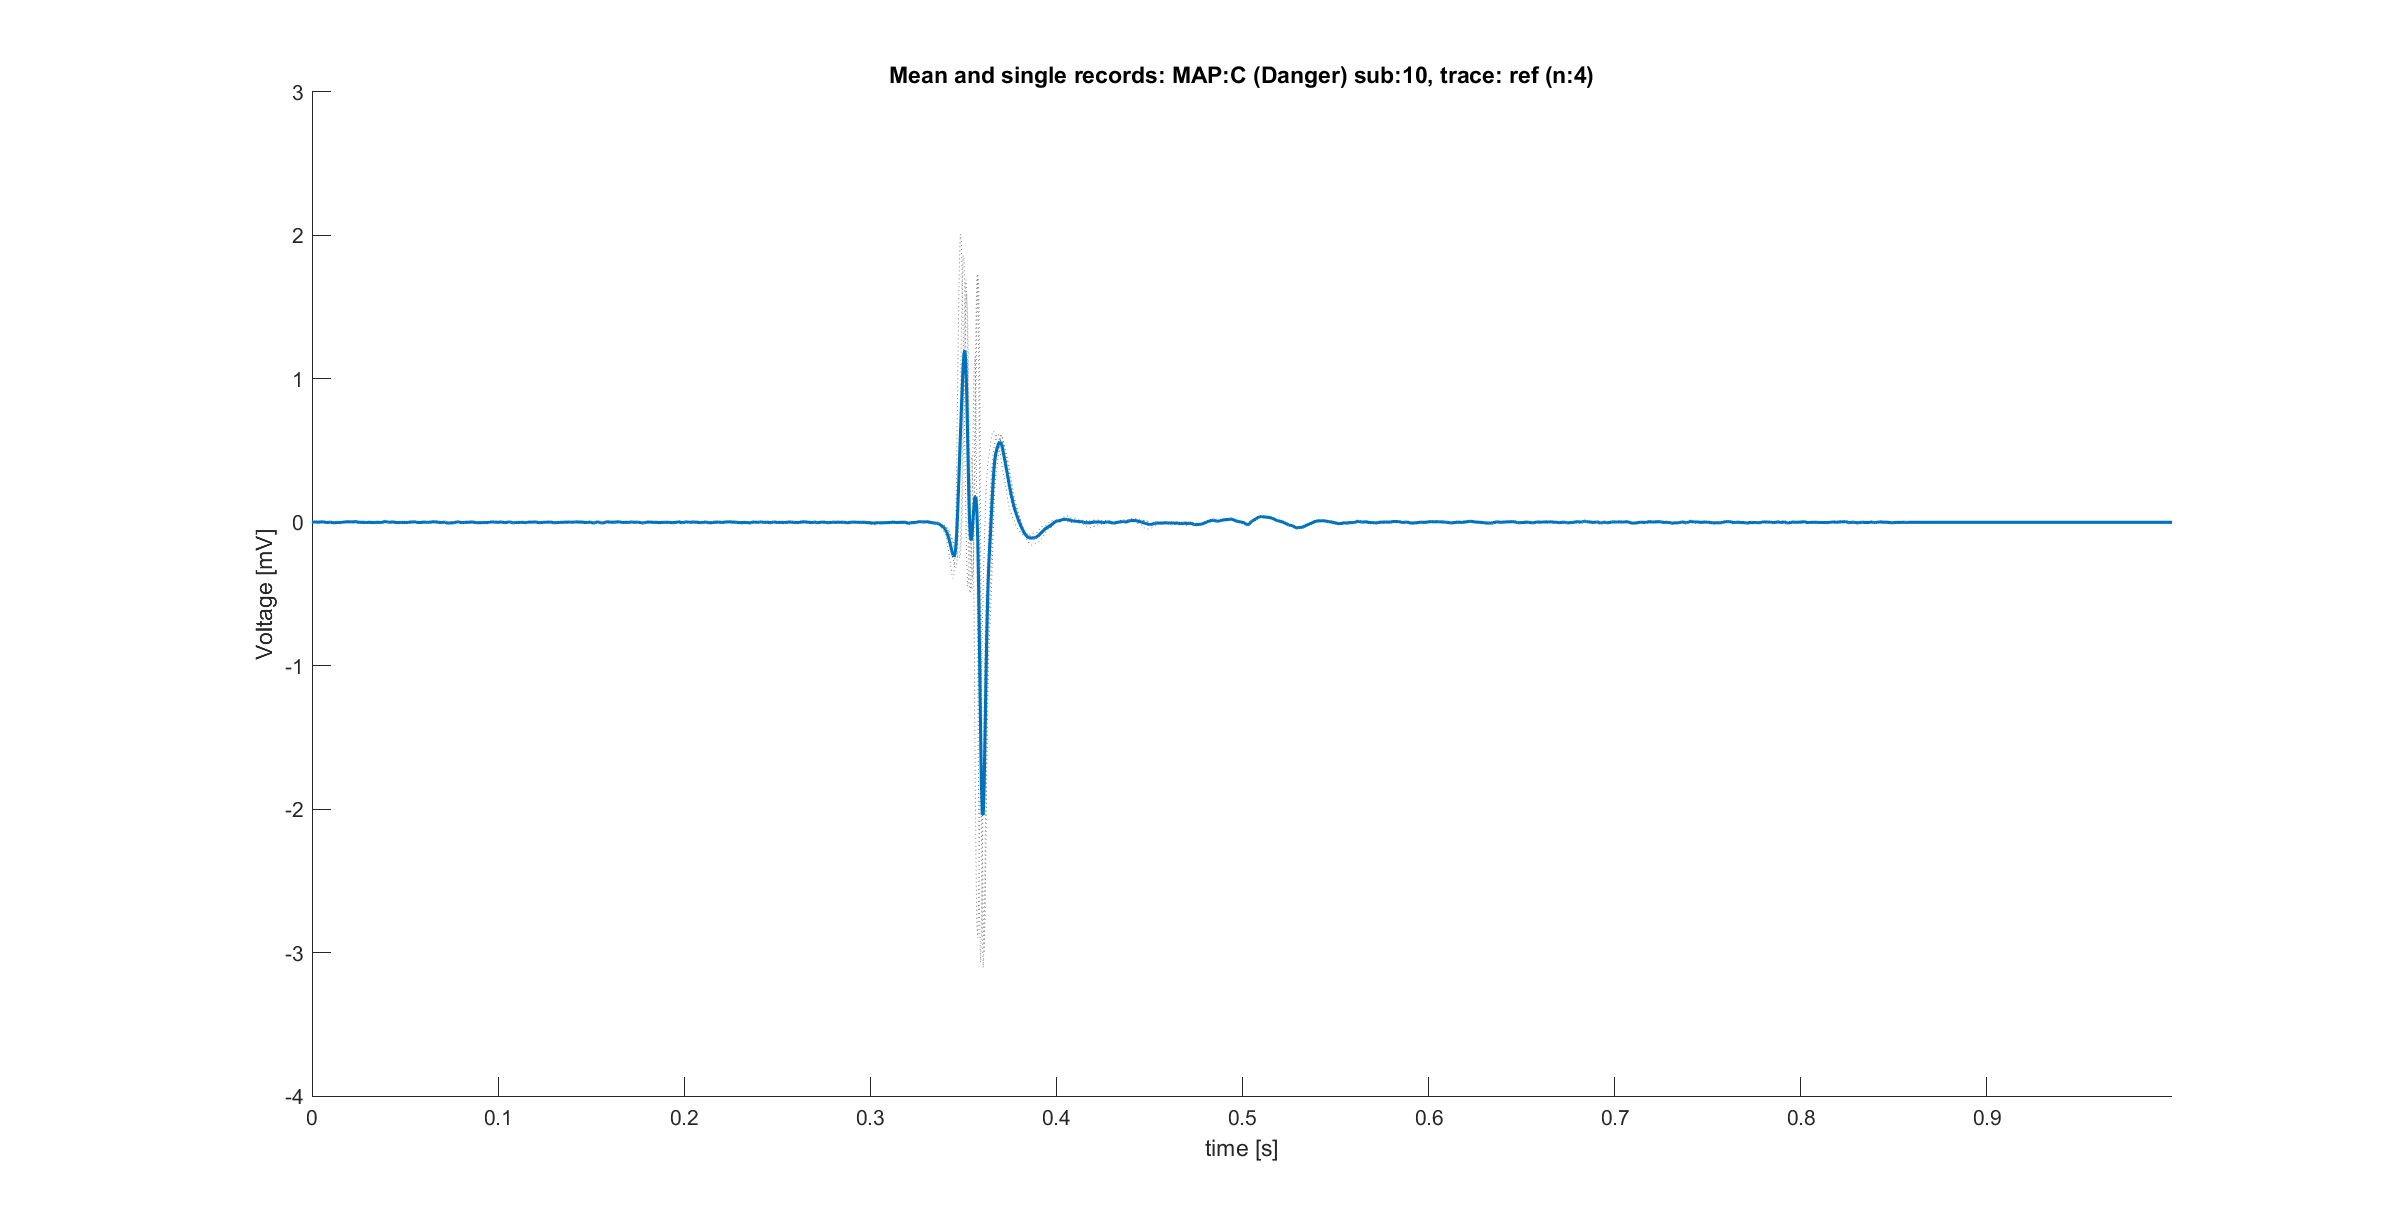 Mean and single records: MAP:C (Danger) sub:10, trace: ref (n:4)
3
2
1
0
-1
-2
-3
-4
Voltage [mV]
0 0.1 0.2 0.3 0.4 0.5 0.6 0.7 0.8 0.9
time [s]